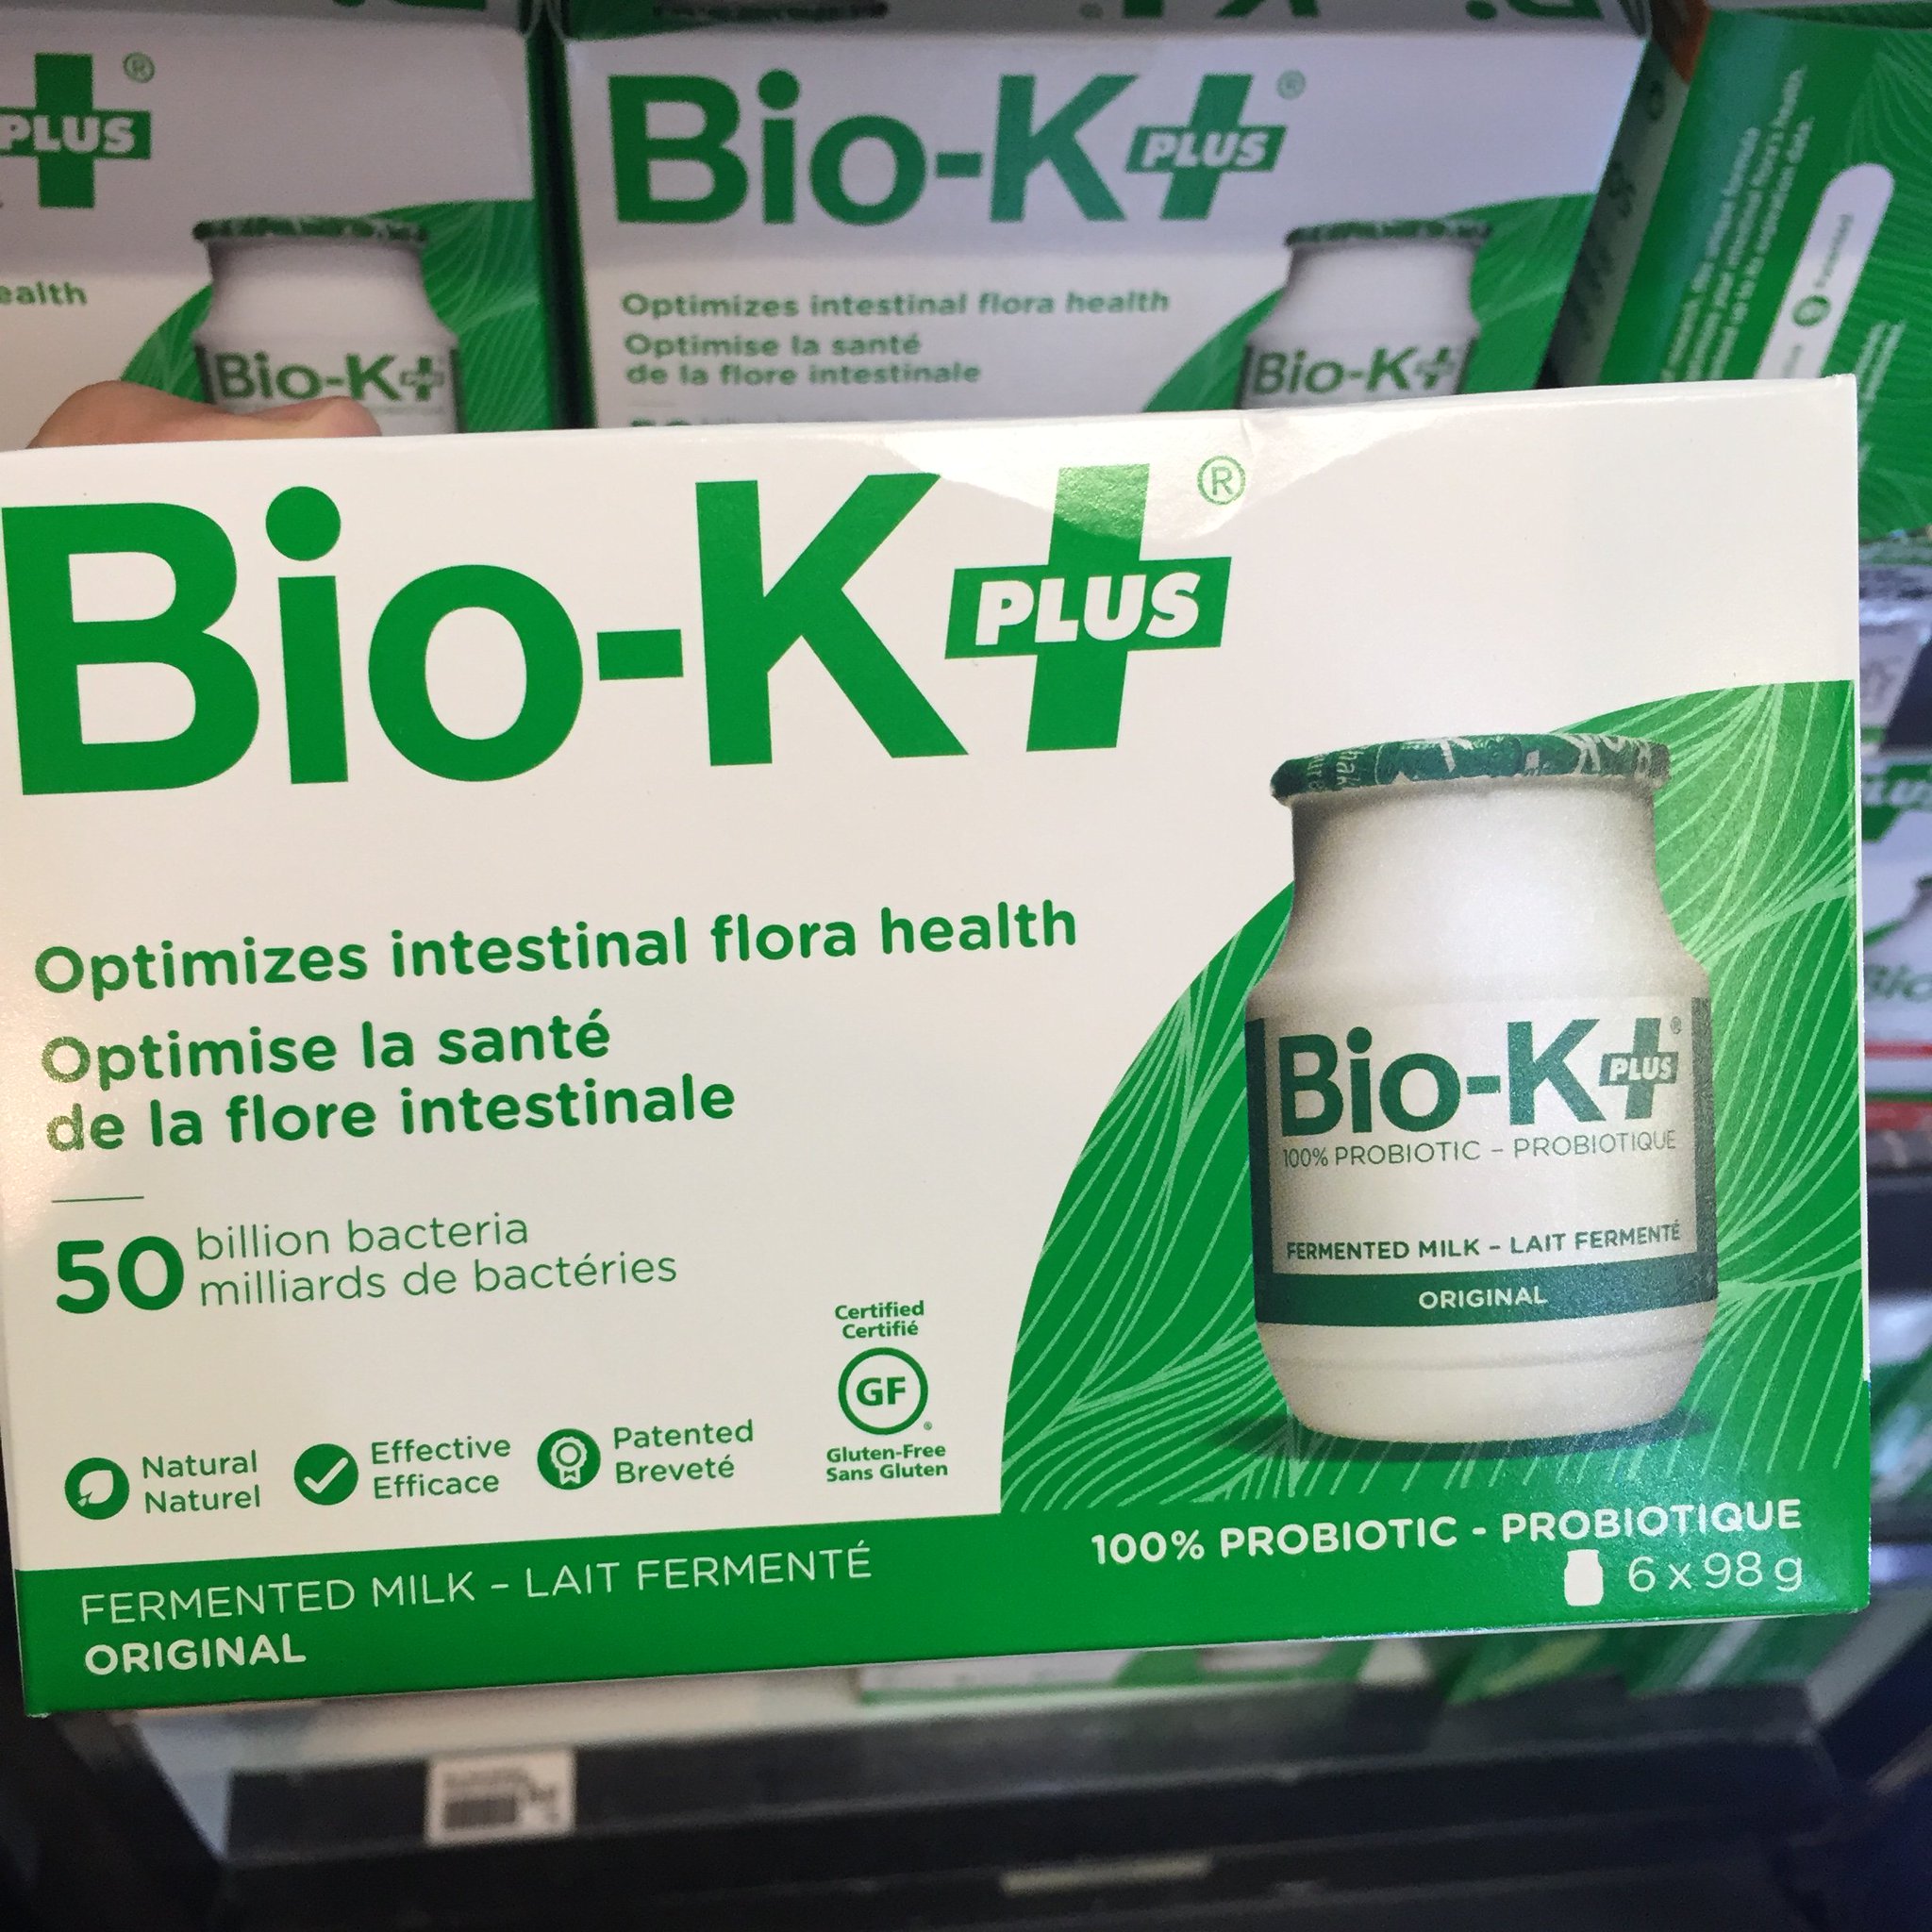 PLUS
®
ealth
Bio-K+
Bio-K PLUS ®
Optimizes intestinal flora health
Optimise la santé
de la flore intestinale
Bio-K+
Bio-K PLUS ®
Optimizes intestinal flora health
Optimise la santé
de la flore intestinale
50 billion bacteria
milliards de bactéries
Certified
Certifié
GF
Gluten-Free
Sans Gluten
Natural
Naturel
Effective
Efficace
Patented
Breveté
FERMENTED MILK – LAIT FERMENTÉ
ORIGINAL
Bio-K PLUS ®
100% PROBIOTIC – PROBIOTIQUE
FERMENTED MILK – LAIT FERMENTÉ
ORIGINAL
100% PROBIOTIC - PROBIOTIQUE
6 x 98 g
Patented